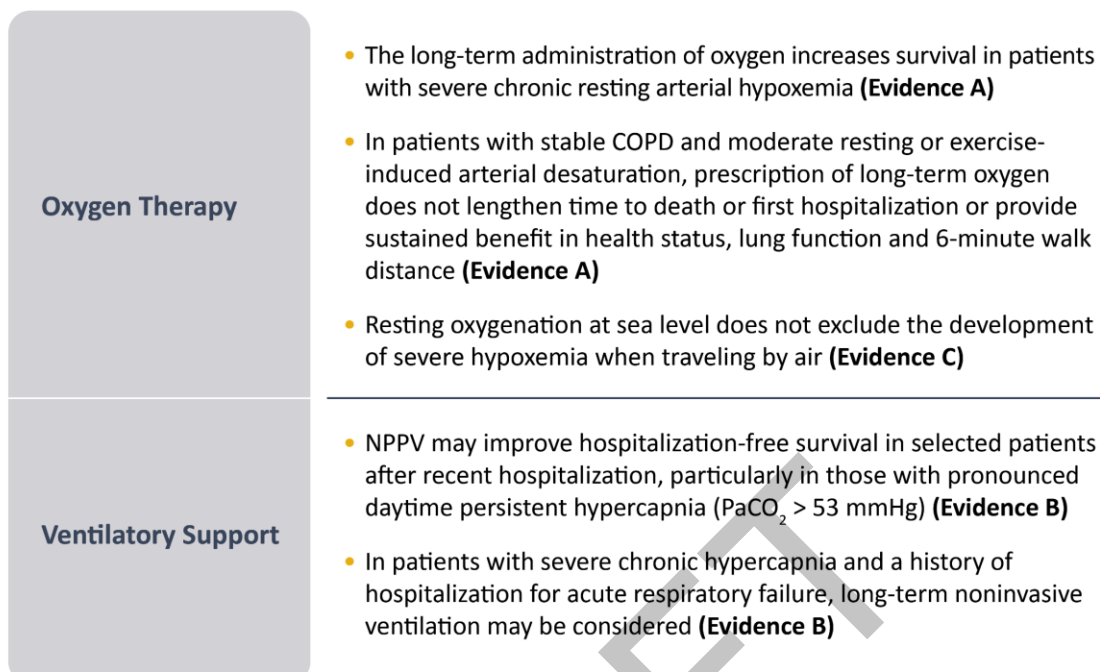 Oxygen Therapy
• The long-term administration of oxygen increases survival in patients
with severe chronic resting arterial hypoxemia (Evidence A)
• In patients with stable COPD and moderate resting or exercise-
induced arterial desaturation, prescription of long-term oxygen
does not lengthen time to death or first hospitalization or provide
sustained benefit in health status, lung function and 6-minute walk
distance (Evidence A)
• Resting oxygenation at sea level does not exclude the development
of severe hypoxemia when traveling by air (Evidence C)
Ventilatory Support
• NPPV may improve hospitalization-free survival in selected patients
after recent hospitalization, particularly in those with pronounced
daytime persistent hypercapnia (PaCO₂ > 53 mmHg) (Evidence B)
• In patients with severe chronic hypercapnia and a history of
hospitalization for acute respiratory failure, long-term noninvasive
ventilation may be considered (Evidence B)